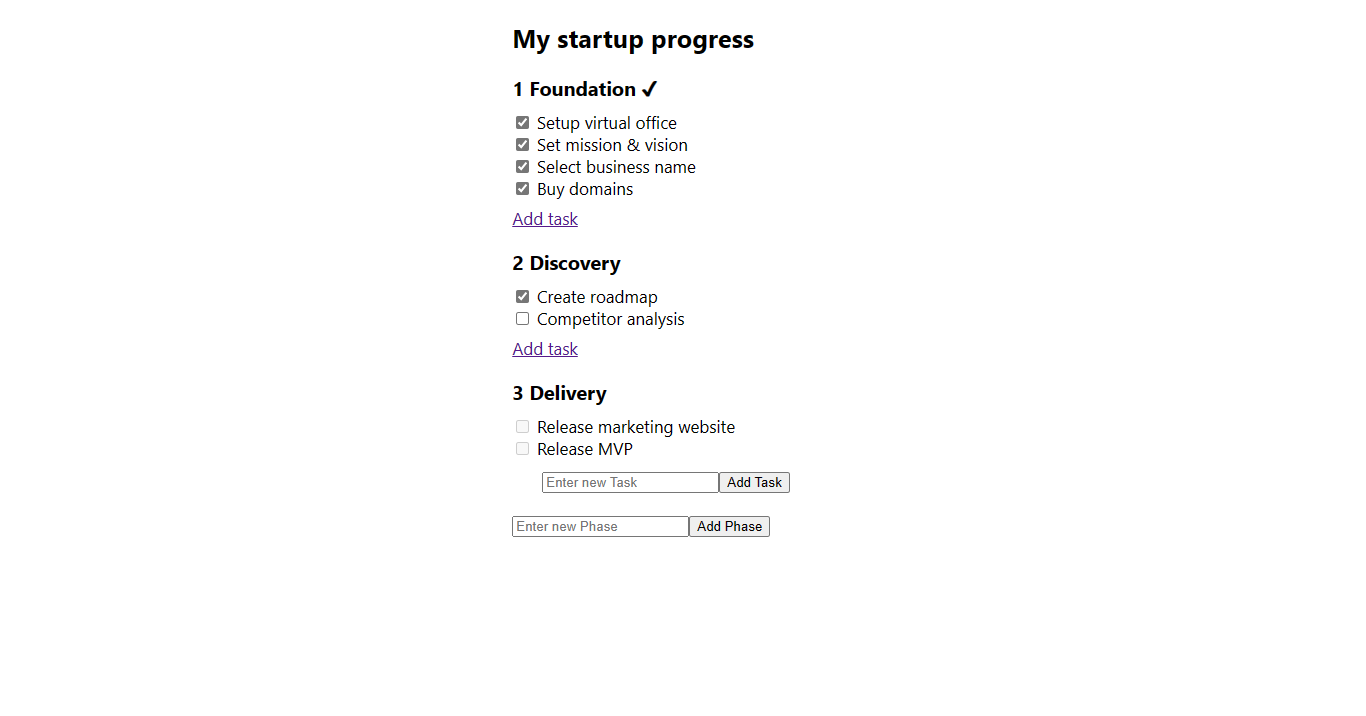 My startup progress
1 Foundation ✓
Setup virtual office
Set mission & vision
Select business name
Buy domains
Add task
2 Discovery
Create roadmap
Competitor analysis
Add task
3 Delivery
Release marketing website
Release MVP
Enter new Task Add Task
Enter new Phase Add Phase